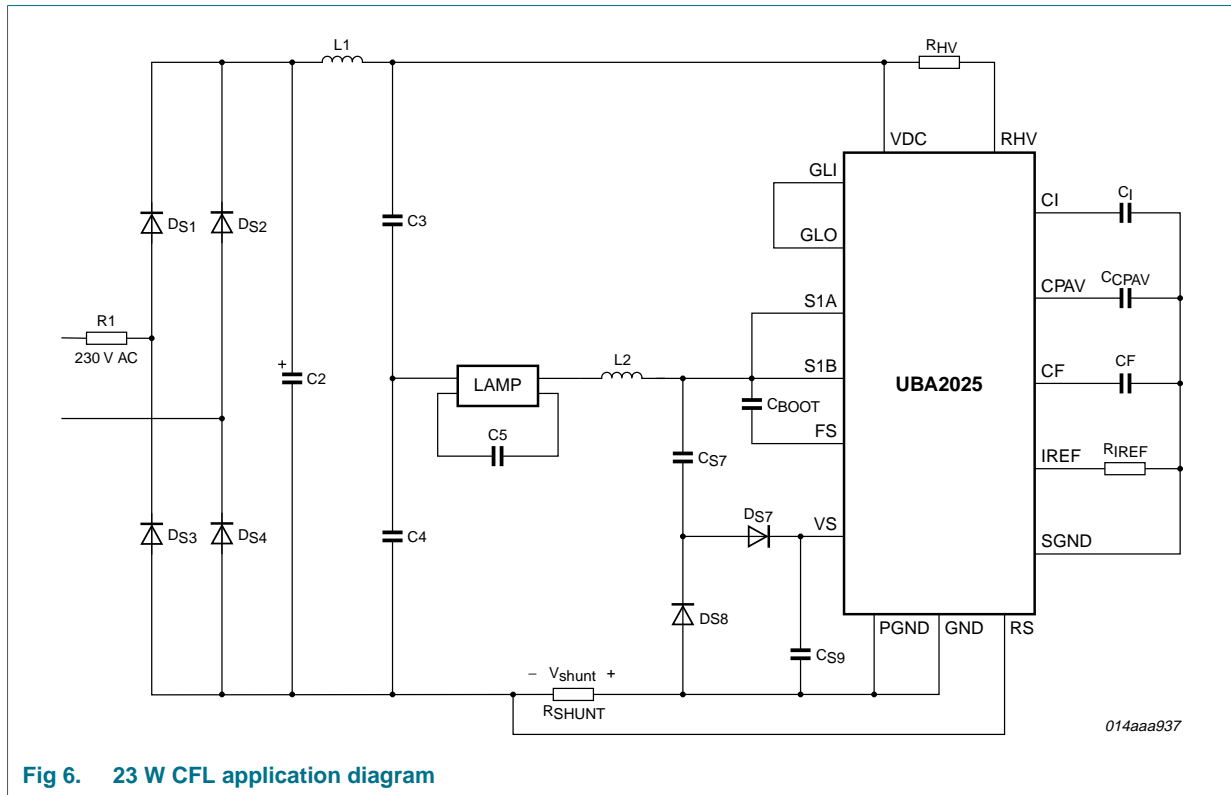 L1
RHV
VDC
RHV
GLI
CI
CI
DS1
DS2
C3
GLO
CCPAV
S1A
CPAV
R1
230 V AC
L2
+
C2
LAMP
S1B
UBA2025
CF
CF
CBOOT
C5
FS
RIREF
CS7
IREF
DS7
VS
DS3
DS4
C4
SGND
DS8
PGND
GND
RS
CS9
− Vshunt +
RSHUNT
014aaa937
Fig 6. 23 W CFL application diagram